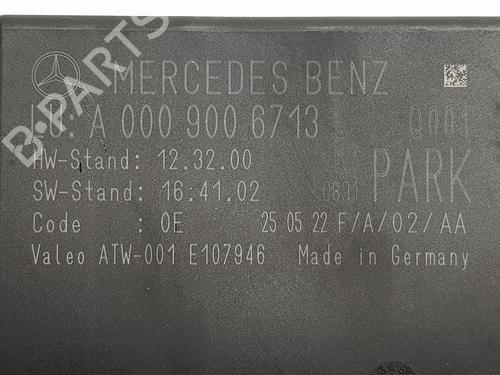 MERCEDES BENZ
A 000 900 6713 Q001
HW-Stand: 12.32.00
SW-Stand: 16.41.02 0891 PARK
Code : 0E 25 05 22 F/A/02/AA
Valeo ATW-001 E107946 Made in Germany
B-PARTS